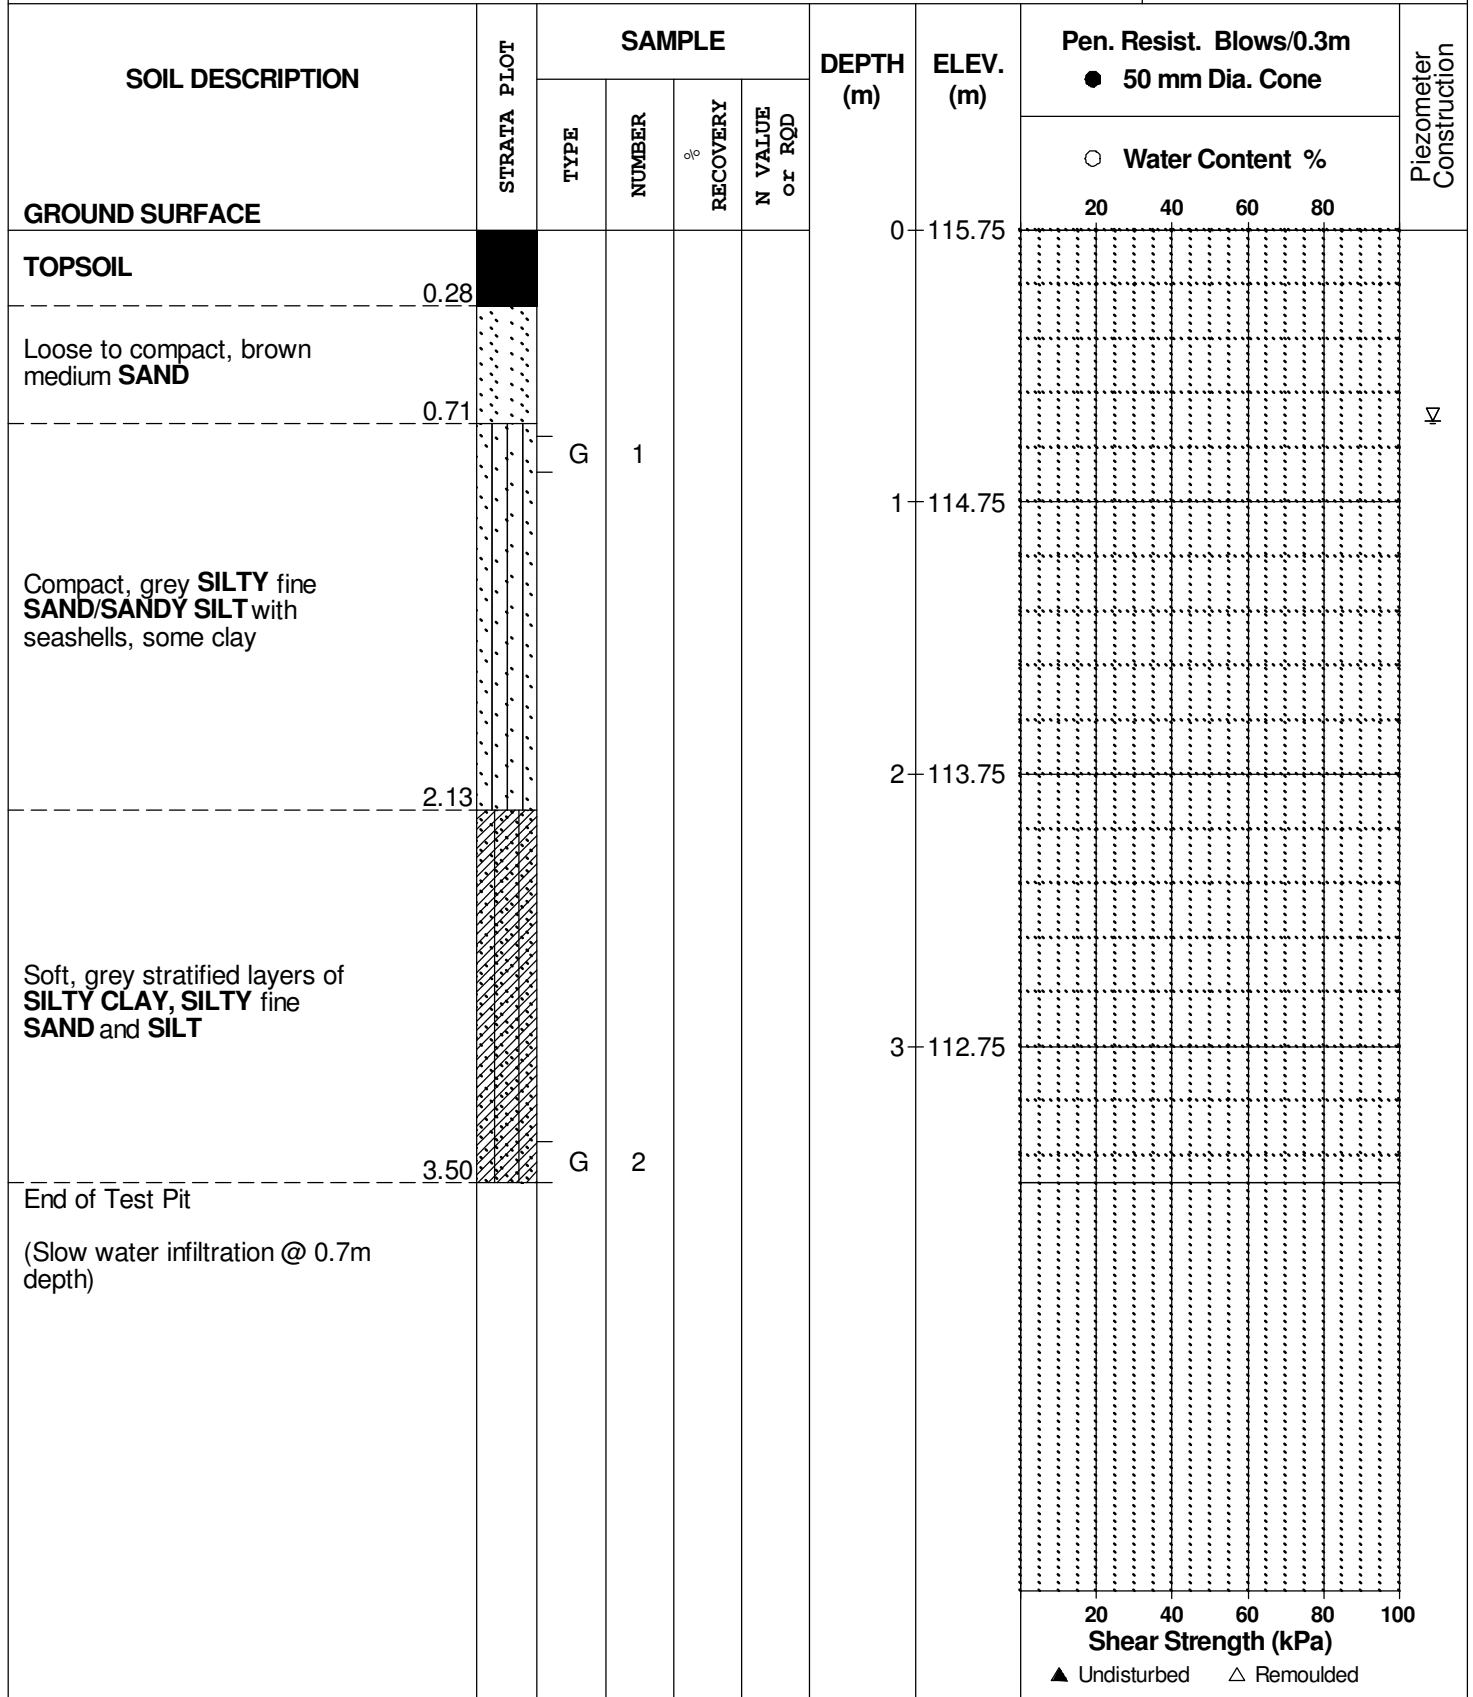 SOIL DESCRIPTION
GROUND SURFACE
STRATA PLOT
SAMPLE
TYPE
NUMBER
%
RECOVERY
N VALUE
or RQD
DEPTH
(m)
ELEV.
(m)
Pen. Resist. Blows/0.3m
● 50 mm Dia. Cone
○ Water Content %
20 40 60 80
Piezometer
Construction
0 115.75
TOPSOIL
0.28
Loose to compact, brown
medium SAND
0.71
G 1
1 114.75
Compact, grey SILTY fine
SAND/SANDY SILT with
seashells, some clay
2 113.75
2.13
Soft, grey stratified layers of
SILTY CLAY, SILTY fine
SAND and SILT
3 112.75
G 2
3.50
End of Test Pit
(Slow water infiltration @ 0.7m
depth)
20 40 60 80 100
Shear Strength (kPa)
▲ Undisturbed △ Remoulded